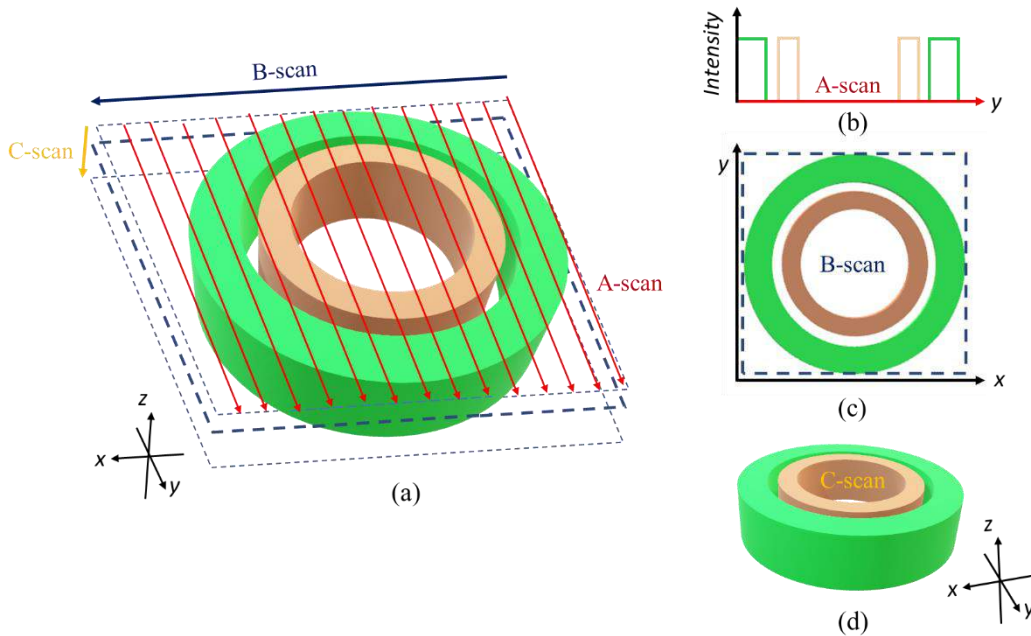 B-scan
C-scan
A-scan
z
x
y
(a)
Intensity
A-scan
y
(b)
y
B-scan
x
(c)
C-scan
z
x
y
(d)